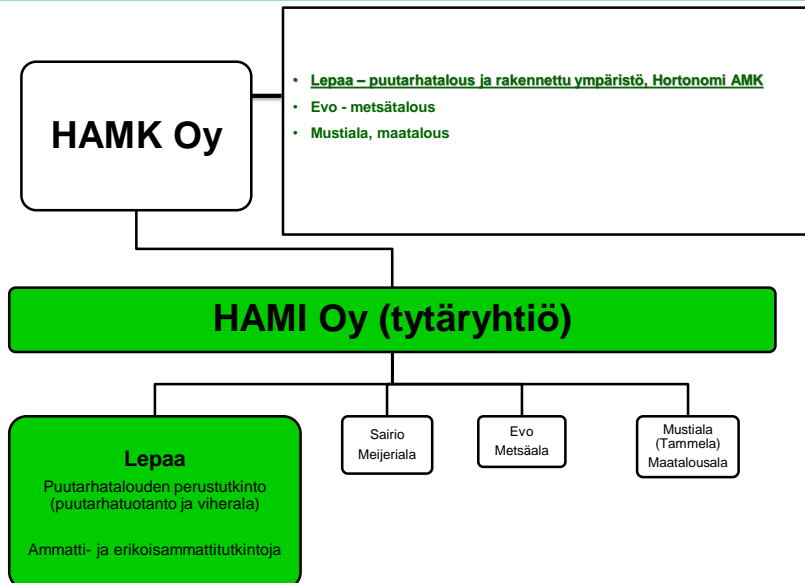 HAMK Oy
• Lepaa – puutarhatalous ja rakennettu ympäristö, Hortonomi AMK
• Evo - metsätalous
• Mustiala, maatalous
HAMI Oy (tytäryhtiö)
Lepaa
Puutarhatalouden perustutkinto
(puutarhatuotanto ja viherala)
Ammatti- ja erikoisammattitutkintoja
Sairio
Meijeriala
Evo
Metsäala
Mustiala
(Tammela)
Maatalousala